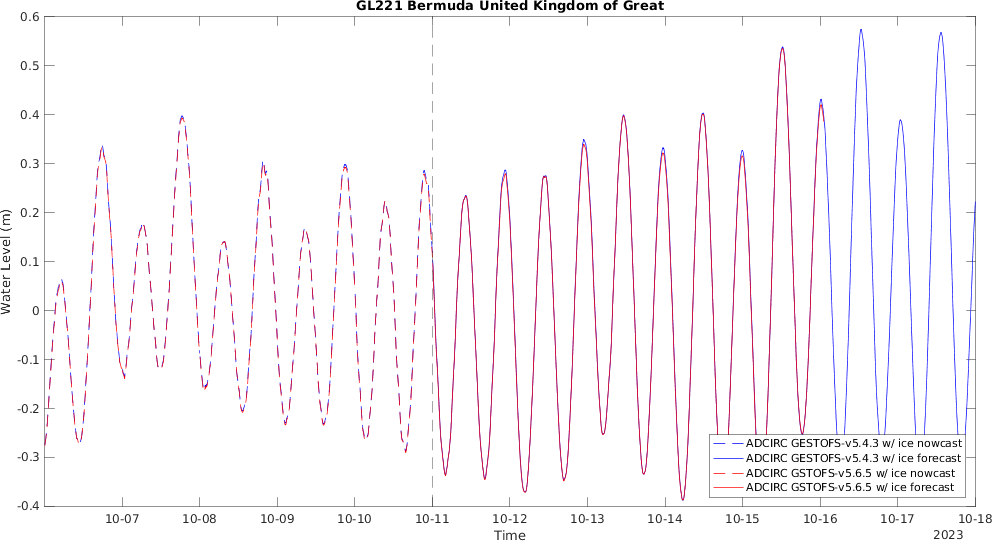 GL221 Bermuda United Kingdom of Great
0.6
0.5
0.4
0.3
0.2
0.1
0
-0.1
-0.2
-0.3
-0.4
Water Level (m)
ADCIRC GESTOFS-v5.4.3 w/ ice nowcast
ADCIRC GESTOFS-v5.4.3 w/ ice forecast
ADCIRC GSTOFS-v5.6.5 w/ ice nowcast
ADCIRC GSTOFS-v5.6.5 w/ ice forecast
10-07 10-08 10-09 10-10 10-11 10-12 10-13 10-14 10-15 10-16 10-17 10-18
Time
2023